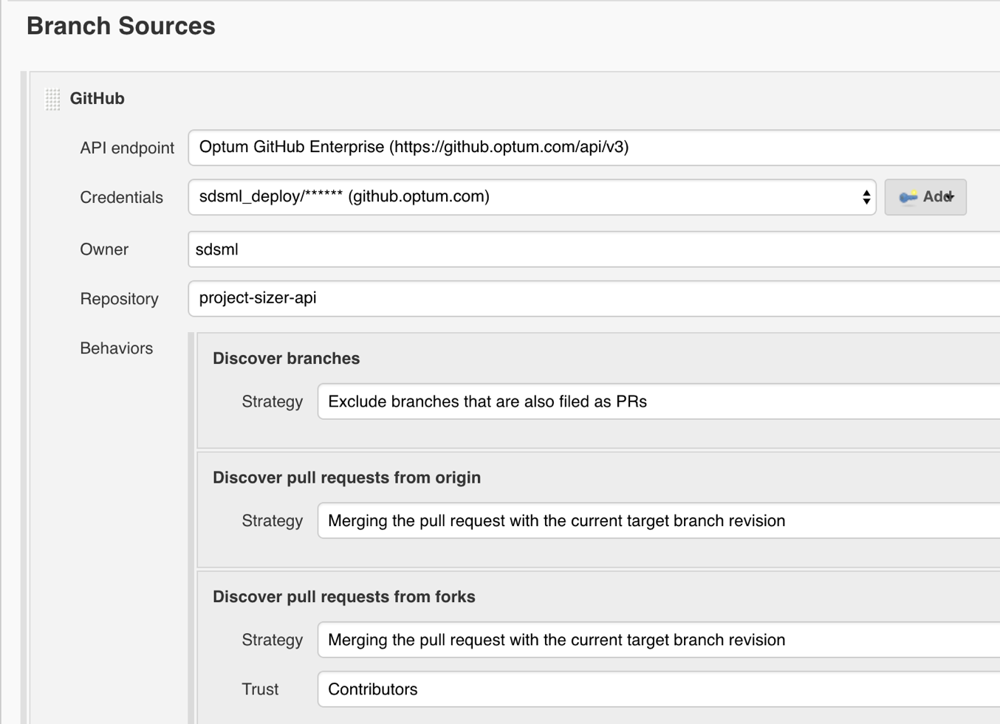 Branch Sources
GitHub
API endpoint Optum GitHub Enterprise (https://github.optum.com/api/v3)
Credentials sdsml_deploy/****** (github.optum.com) Add
Owner sdsml
Repository project-sizer-api
Behaviors
Discover branches
Strategy Exclude branches that are also filed as PRs
Discover pull requests from origin
Strategy Merging the pull request with the current target branch revision
Discover pull requests from forks
Strategy Merging the pull request with the current target branch revision
Trust Contributors